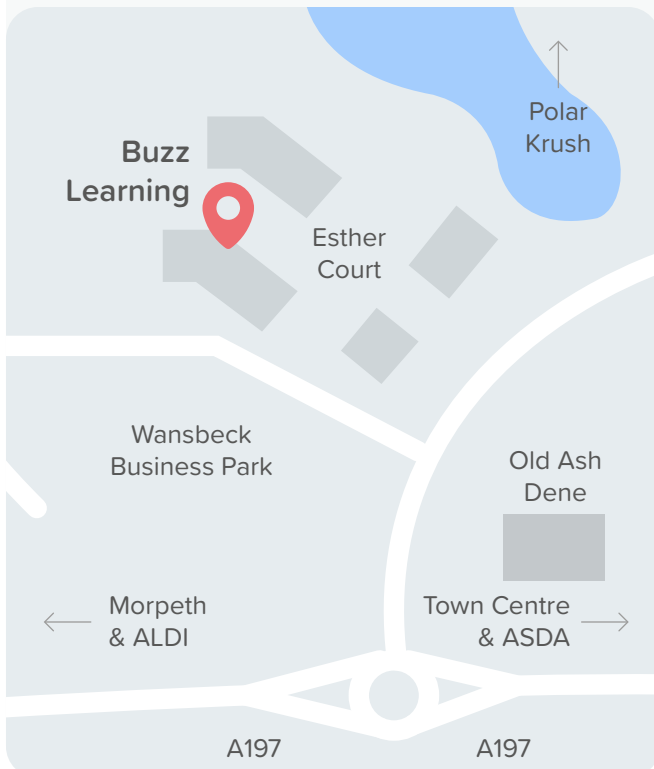 Polar
Krush
Buzz
Learning
Esther
Court
Wansbeck
Business Park
Old Ash
Dene
Morpeth
& ALDI
Town Centre
& ASDA
A197
A197